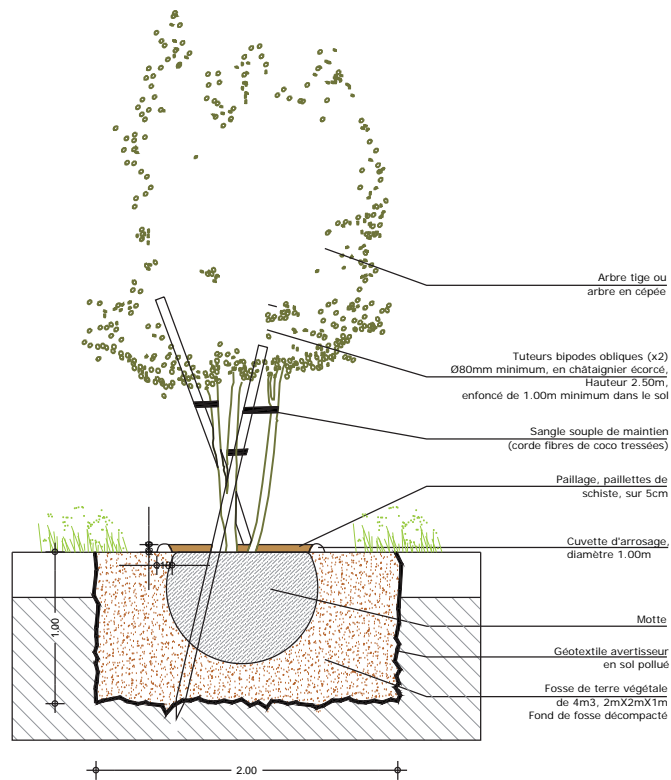 Arbre tige ou
arbre en cépée
Tuteurs bipodes obliques (x2)
Ø80mm minimum, en châtaignier écorcé,
Hauteur 2.50m,
enfoncé de 1.00m minimum dans le sol
Sangle souple de maintien
(corde fibres de coco tressées)
Paillage, paillettes de
schiste, sur 5cm
Cuvette d'arrosage,
diamètre 1.00m
Motte
Géotextile avertisseur
en sol pollué
Fosse de terre végétale
de 4m3, 2mX2mX1m
Fond de fosse décompacté
1.00
2.00